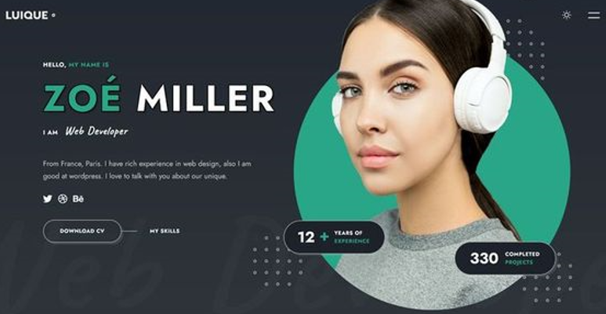 LUIQUE
HELLO, MY NAME IS
ZOÉ MILLER
I AM Web Developer
From France, Paris. I have rich experience in web design, also I am
good at wordpress. I love to talk with you about our unique.
Bē
DOWNLOAD CV
MY SKILLS
12 + YEARS OF
EXPERIENCE
330 COMPLETED
PROJECTS
Web Developer